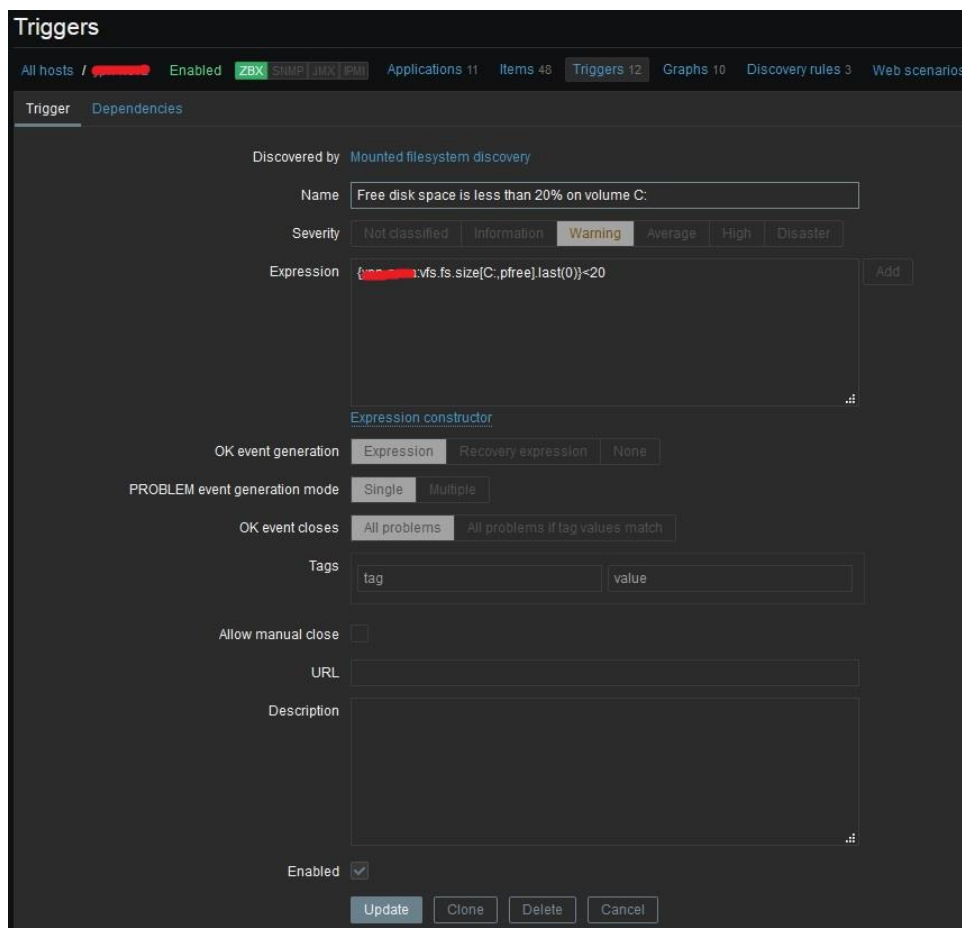 Triggers
All hosts / Enabled ZBX SNMP JMX IPMI Applications 11 Items 48 Triggers 12 Graphs 10 Discovery rules 3 Web scenarios
Trigger Dependencies
Discovered by Mounted filesystem discovery
Name Free disk space is less than 20% on volume C:
Severity Not classified Information Warning Average High Disaster
Expression { :vfs.fs.size[C:,pfree].last(0)}<20 Add
Expression constructor
OK event generation Expression Recovery expression None
PROBLEM event generation mode Single Multiple
OK event closes All problems All problems if tag values match
Tags tag value
Allow manual close
URL
Description
Enabled
Update Clone Delete Cancel